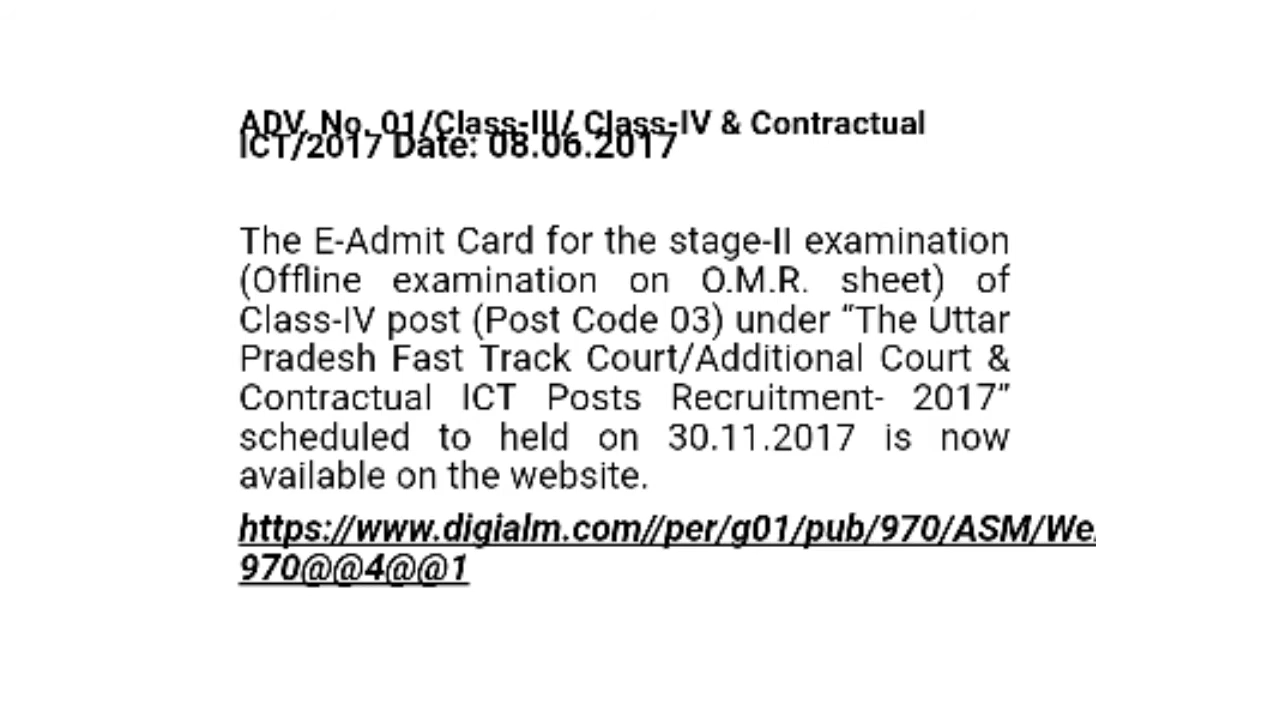 ADV. No. 01/Class-III/ Class-IV & Contractual
ICT/2017 Date: 08.06.2017
The E-Admit Card for the stage-II examination
(Offline examination on O.M.R. sheet) of
Class-IV post (Post Code 03) under “The Uttar
Pradesh Fast Track Court/Additional Court &
Contractual ICT Posts Recruitment- 2017”
scheduled to held on 30.11.2017 is now
available on the website.
https://www.digialm.com//per/g01/pub/970/ASM/We
970@@4@@1